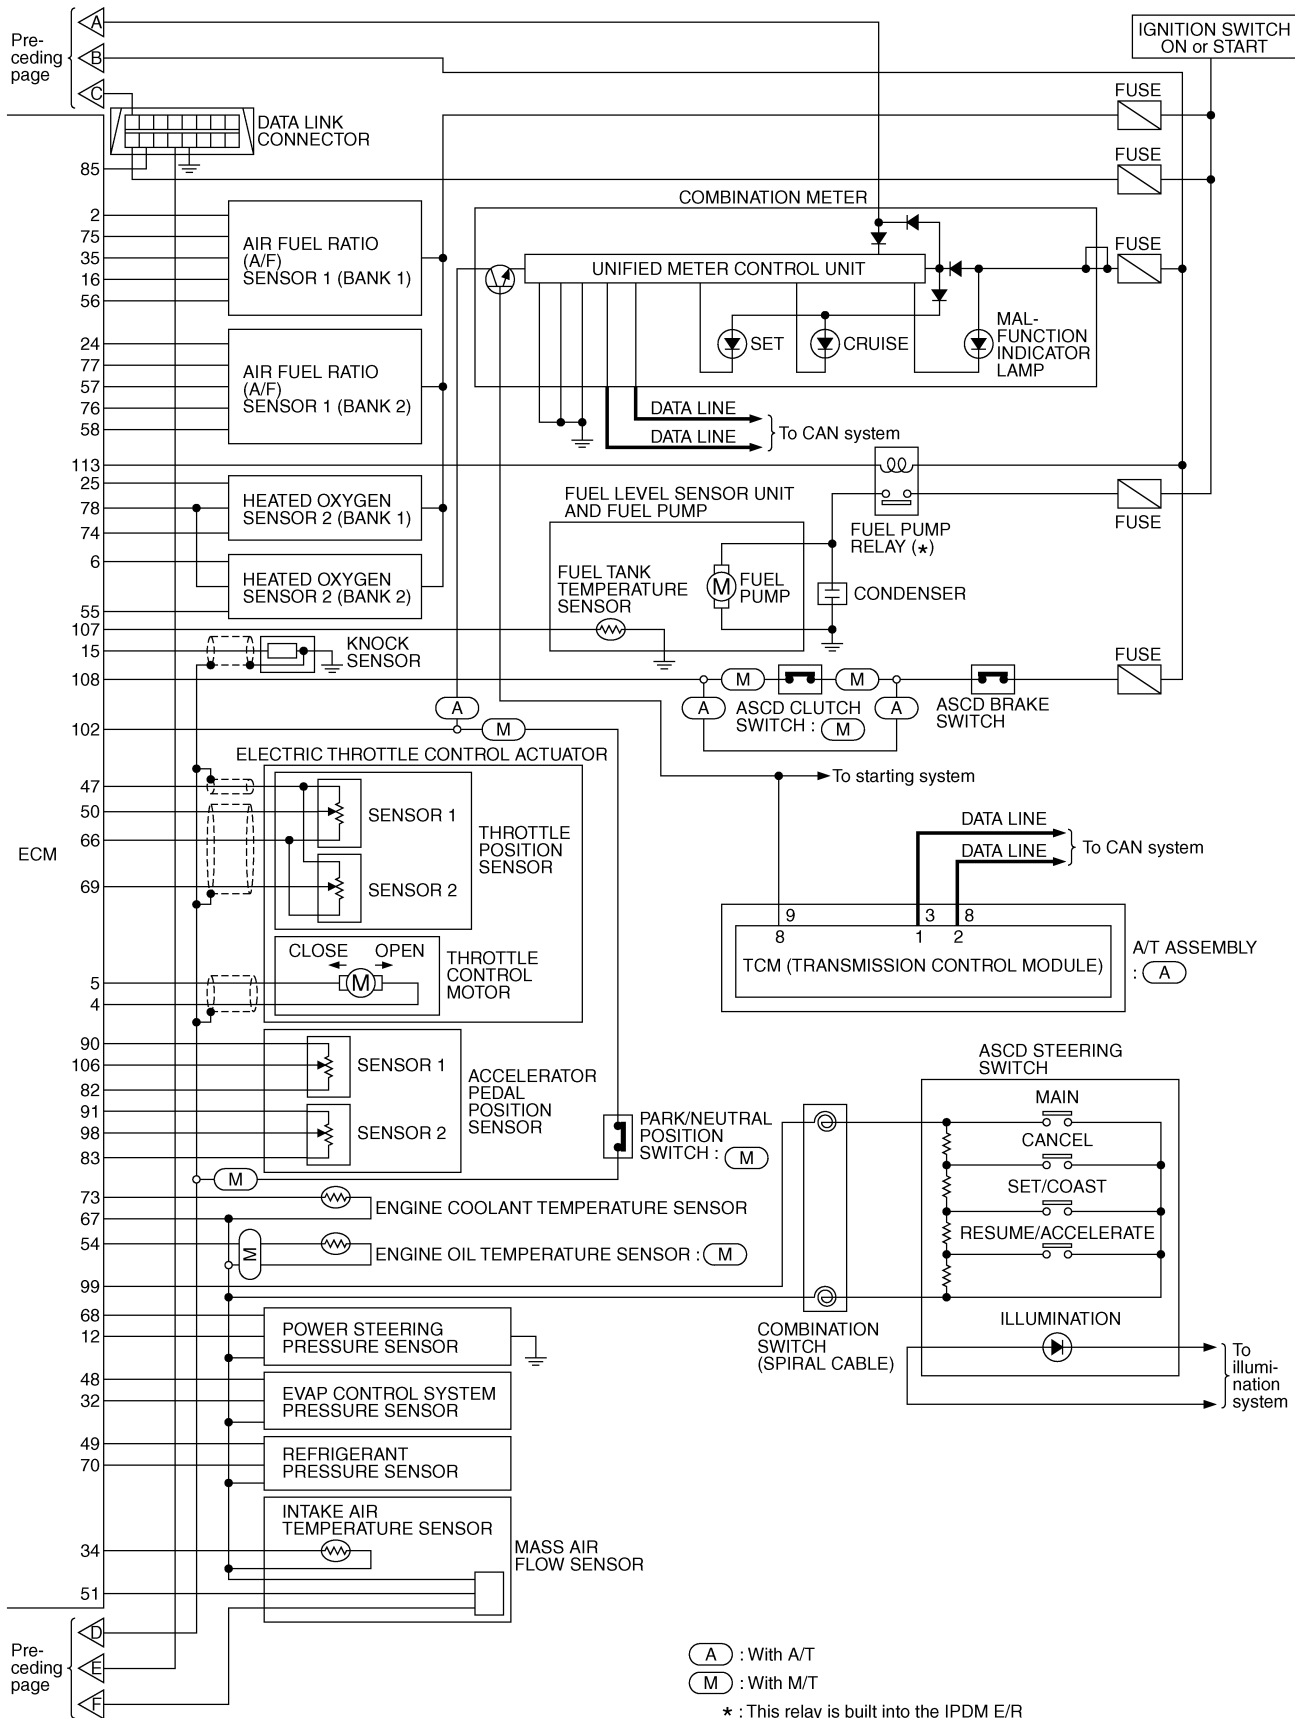 A
Pre-
ceding
page
B
C
IGNITION SWITCH
ON or START
FUSE
DATA LINK
CONNECTOR
85
FUSE
COMBINATION METER
2
75
35
16
56
AIR FUEL RATIO
(A/F)
SENSOR 1 (BANK 1)
UNIFIED METER CONTROL UNIT
FUSE
SET
CRUISE
MAL-
FUNCTION
INDICATOR
LAMP
24
77
57
76
58
AIR FUEL RATIO
(A/F)
SENSOR 1 (BANK 2)
DATA LINE
DATA LINE
To CAN system
113
25
78
74
HEATED OXYGEN
SENSOR 2 (BANK 1)
6
55
HEATED OXYGEN
SENSOR 2 (BANK 2)
FUEL LEVEL SENSOR UNIT
AND FUEL PUMP
FUEL TANK
TEMPERATURE
SENSOR
M
FUEL
PUMP
FUEL PUMP
RELAY (*)
FUSE
CONDENSER
107
15
KNOCK
SENSOR
108
M
M
A
ASCD CLUTCH
SWITCH : M
A
ASCD BRAKE
SWITCH
FUSE
A
102
M
ELECTRIC THROTTLE CONTROL ACTUATOR
To starting system
47
50
66
69
SENSOR 1
SENSOR 2
THROTTLE
POSITION
SENSOR
ECM
DATA LINE
DATA LINE
To CAN system
9
3
8
8
1
2
TCM (TRANSMISSION CONTROL MODULE)
A/T ASSEMBLY
: A
CLOSE
OPEN
M
THROTTLE
CONTROL
MOTOR
5
4
90
106
82
91
98
83
SENSOR 1
SENSOR 2
ACCELERATOR
PEDAL
POSITION
SENSOR
PARK/NEUTRAL
POSITION
SWITCH : M
M
ASCD STEERING
SWITCH
MAIN
CANCEL
SET/COAST
RESUME/ACCELERATE
ILLUMINATION
To
illumi-
nation
system
73
67
ENGINE COOLANT TEMPERATURE SENSOR
54
M
ENGINE OIL TEMPERATURE SENSOR : M
99
COMBINATION
SWITCH
(SPIRAL CABLE)
68
12
POWER STEERING
PRESSURE SENSOR
48
32
EVAP CONTROL SYSTEM
PRESSURE SENSOR
49
70
REFRIGERANT
PRESSURE SENSOR
INTAKE AIR
TEMPERATURE SENSOR
34
51
MASS AIR
FLOW SENSOR
D
Pre-
ceding
page
E
F
A : With A/T
M : With M/T
* : This relay is built into the IPDM E/R